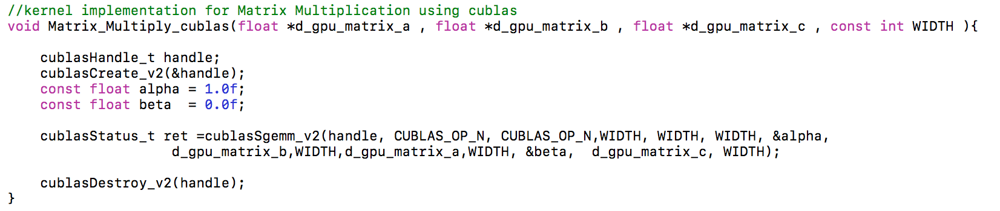 //kernel implementation for Matrix Multiplication using cublas
void Matrix_Multiply_cublas(float *d_gpu_matrix_a , float *d_gpu_matrix_b , float *d_gpu_matrix_c , const int WIDTH ){
cublasHandle_t handle;
cublasCreate_v2(&handle);
const float alpha = 1.0f;
const float beta  = 0.0f;
cublasStatus_t ret =cublasSgemm_v2(handle, CUBLAS_OP_N, CUBLAS_OP_N,WIDTH, WIDTH, WIDTH, &alpha,
d_gpu_matrix_b,WIDTH,d_gpu_matrix_a,WIDTH, &beta,  d_gpu_matrix_c, WIDTH);
cublasDestroy_v2(handle);
}